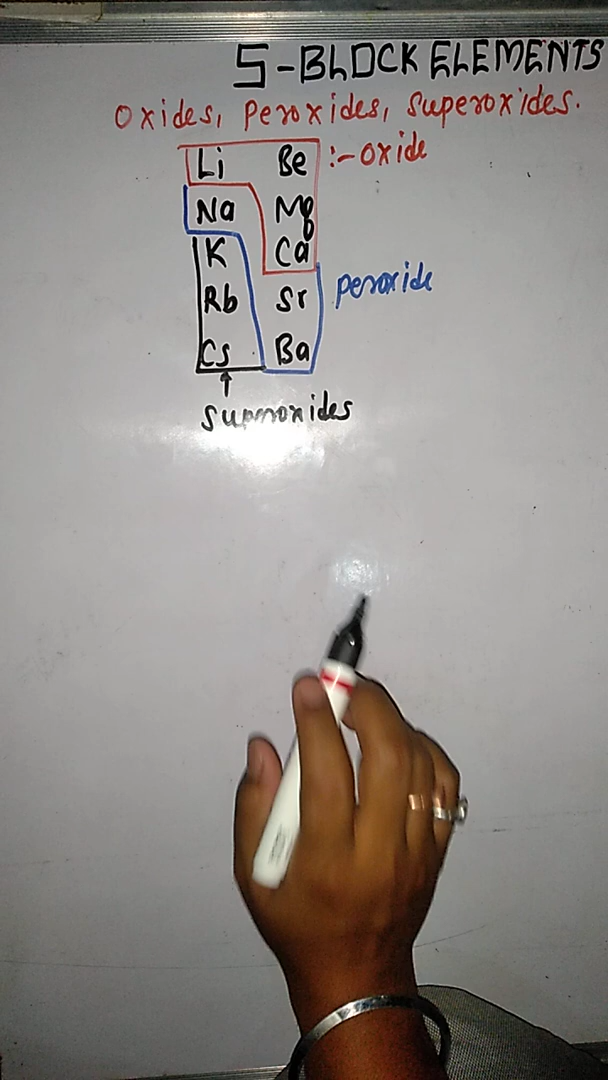 S-BLOCK ELEMENTS
Oxides, Peroxides, Superoxides.
Li Be :- Oxide
Na Mg
K Ca
Rb Sr Peroxide
Cs Ba
Superoxides